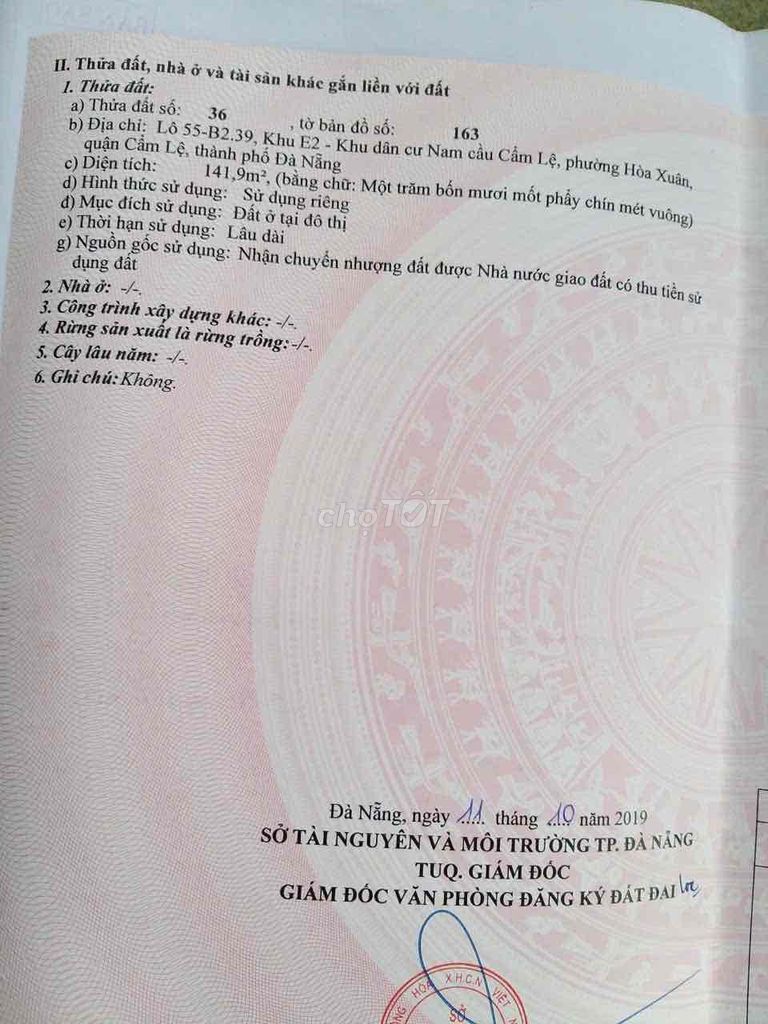 II. Thửa đất, nhà ở và tài sản khác gắn liền với đất
1. Thửa đất:
a) Thửa đất số: 36 , tờ bản đồ số: 163
b) Địa chỉ: Lô 55-B2.39, Khu E2 - Khu dân cư Nam cầu Cẩm Lệ, phường Hòa Xuân,
quận Cẩm Lệ, thành phố Đà Nẵng
c) Diện tích: 141,9m², (bằng chữ: Một trăm bốn mươi mốt phẩy chín mét vuông)
d) Hình thức sử dụng: Sử dụng riêng
đ) Mục đích sử dụng: Đất ở tại đô thị
e) Thời hạn sử dụng: Lâu dài
g) Nguồn gốc sử dụng: Nhận chuyển nhượng đất được Nhà nước giao đất có thu tiền sử
dụng đất
2. Nhà ở: -/-.
3. Công trình xây dựng khác: -/-.
4. Rừng sản xuất là rừng trồng: -/-.
5. Cây lâu năm: -/-.
6. Ghi chú: Không.
chợTỐT
Đà Nẵng, ngày 11 tháng 10 năm 2019
SỞ TÀI NGUYÊN VÀ MÔI TRƯỜNG TP. ĐÀ NẴNG
TUQ. GIÁM ĐỐC
GIÁM ĐỐC VĂN PHÒNG ĐĂNG KÝ ĐẤT ĐAI
HÒA X.H.C.N VIỆT
SỞ